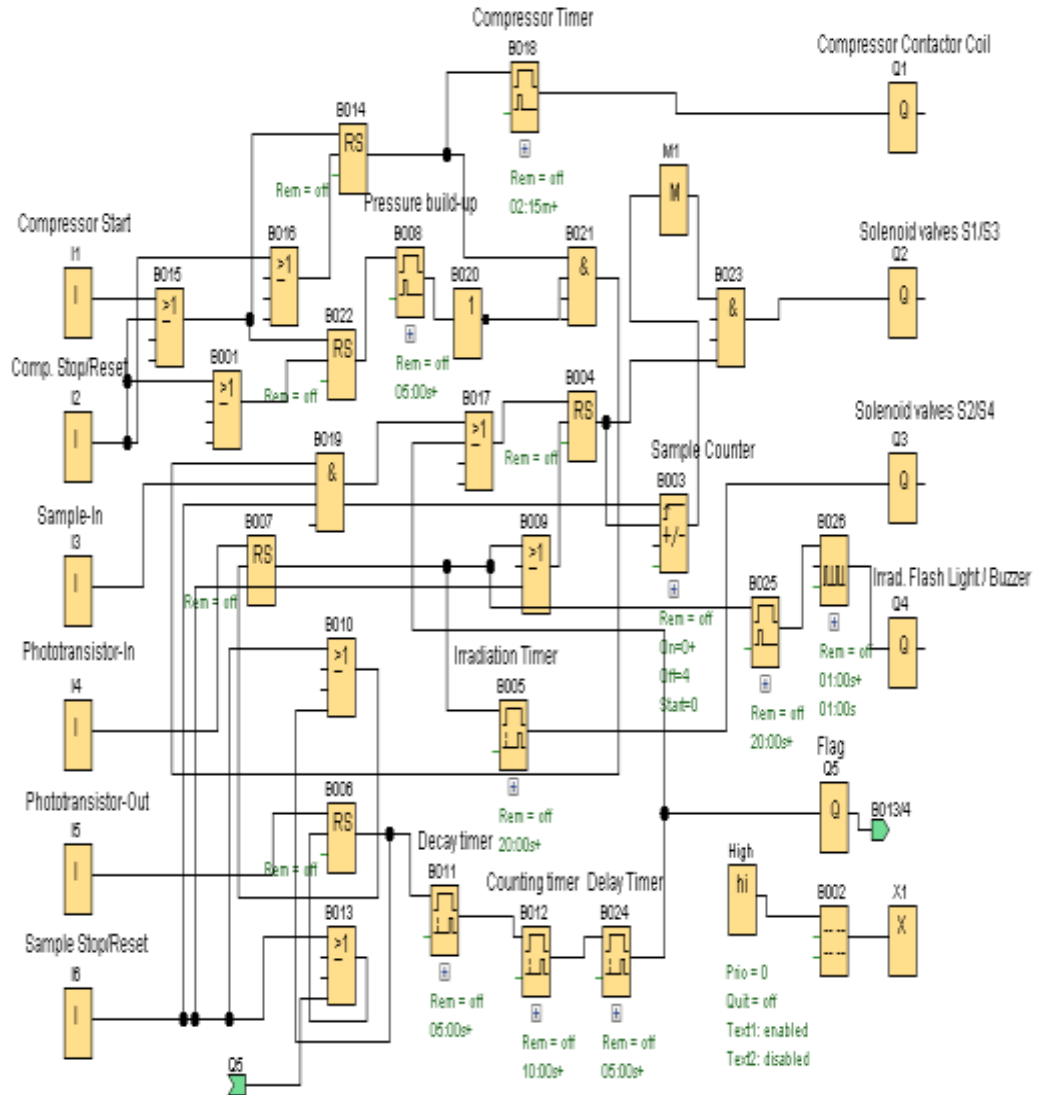 Compressor Timer
B018
Compressor Contactor Coil
Q1
Q
B014
RS
Rem = off
Rem = off
02:15m+
M1
M
Pressure build-up
Compressor Start
I1
I
B016
>1
B008
B021
&
Solenoid valves S1/S3
Q2
Q
B015
>1
B020
1
B023
&
B022
RS
Rem = off
Rem = off
05:00s+
Comp. Stop/Reset
I2
I
B001
>1
B017
>1
B004
RS
Rem = off
Solenoid valves S2/S4
Q3
Q
B019
&
Sample Counter
B003
+/-
Rem = off
On=0+
Off=4
Start=0
Sample-In
I3
I
B007
RS
Rem = off
B009
>1
B026
Rem = off
01:00s+
01:00s
Irrad. Flash Light / Buzzer
Q4
Q
B025
Rem = off
20:00s+
Phototransistor-In
I4
I
B010
>1
Irradiation Timer
B005
Rem = off
20:00s+
Flag
Q5
Q
B013/4
Phototransistor-Out
I5
I
B006
RS
Rem = off
Decay timer
B011
Rem = off
05:00s+
Counting timer
B012
Rem = off
10:00s+
Delay Timer
B024
Rem = off
05:00s+
High
hi
B002
X1
X
Prio = 0
Quit = off
Text1: enabled
Text2: disabled
Sample Stop/Reset
I6
I
B013
>1
Q5